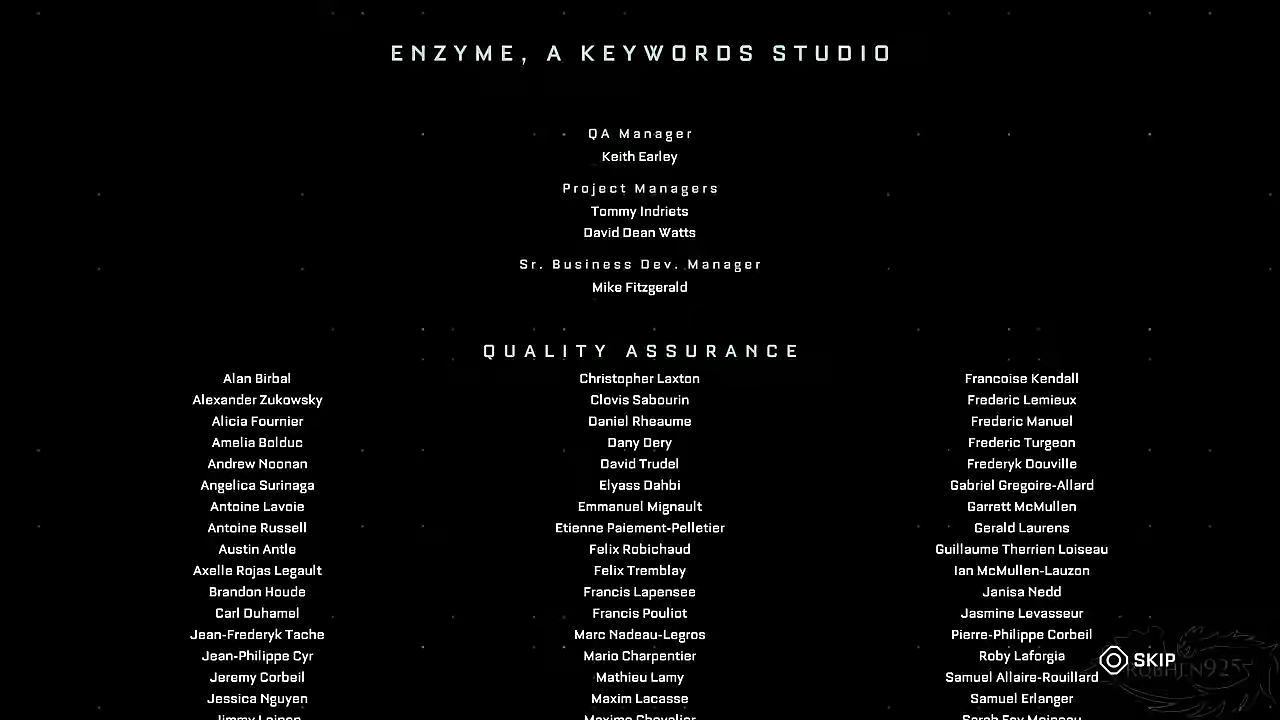 ENZYME, A KEYWORDS STUDIO
QA Manager
Keith Earley
Project Managers
Tommy Indriets
David Dean Watts
Sr. Business Dev. Manager
Mike Fitzgerald
QUALITY ASSURANCE
Alan Birbal Christopher Laxton Francoise Kendall
Alexander Zukowsky Clovis Sabourin Frederic Lemieux
Alicia Fournier Daniel Rheaume Frederic Manuel
Amelia Bolduc Dany Dery Frederic Turgeon
Andrew Noonan David Trudel Frederyk Douville
Angelica Surinaga Elyass Dahbi Gabriel Gregoire-Allard
Antoine Lavoie Emmanuel Mignault Garrett McMullen
Antoine Russell Etienne Paiement-Pelletier Gerald Laurens
Austin Antle Felix Robichaud Guillaume Therrien Loiseau
Axelle Rojas Legault Felix Tremblay Ian McMullen-Lauzon
Brandon Houde Francis Lapensee Janisa Nedd
Carl Duhamel Francis Pouliot Jasmine Levasseur
Jean-Frederyk Tache Marc Nadeau-Legros Pierre-Philippe Corbeil
Jean-Philippe Cyr Mario Charpentier Roby Laforgia
SKIP
Jeremy Corbeil Mathieu Lamy Samuel Allaire-Rouillard
Jessica Nguyen Maxim Lacasse Samuel Erlanger